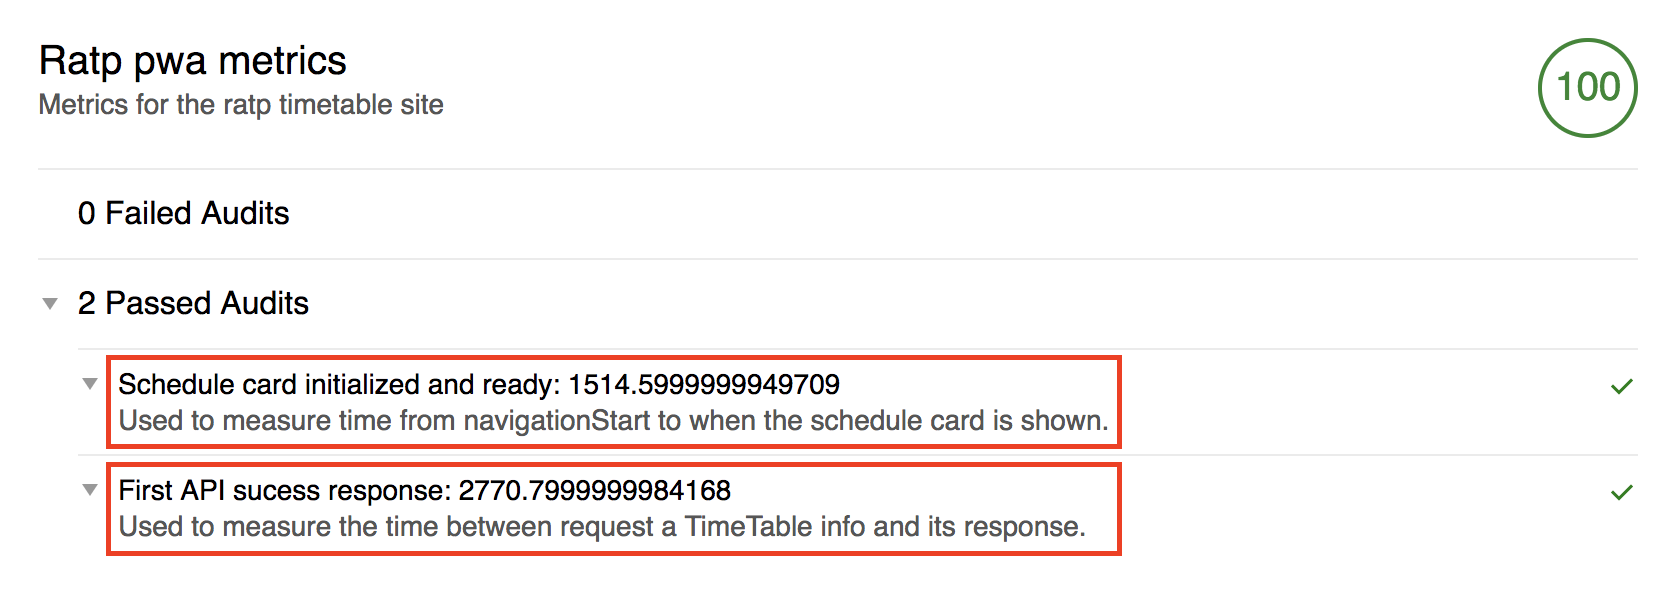 Ratp pwa metrics
Metrics for the ratp timetable site
100
0 Failed Audits
2 Passed Audits
Schedule card initialized and ready: 1514.5999999949709
Used to measure time from navigationStart to when the schedule card is shown.
First API sucess response: 2770.7999999984168
Used to measure the time between request a TimeTable info and its response.